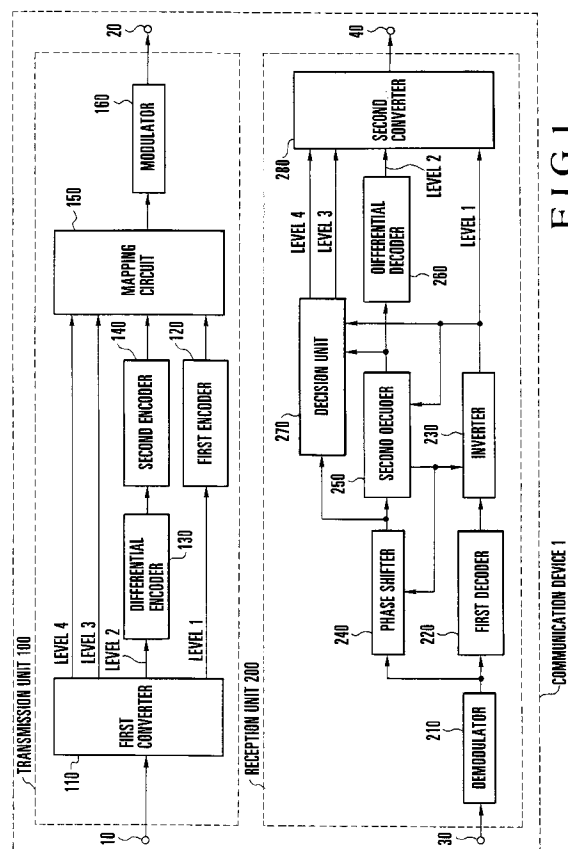 TRANSMISSION UNIT 100
10
110
FIRST
CONVERTER
LEVEL 4
LEVEL 3
LEVEL 2
LEVEL 1
DIFFERENTIAL
ENCODER
130
SECOND ENCODER
140
FIRST ENCODER
120
MAPPING
CIRCUIT
150
MODULATOR
160
20
RECEPTION UNIT 200
30
DEMODULATOR
210
PHASE SHIFTER
240
FIRST DECODER
220
DECISION UNIT
270
SECOND DECUDER
250
INVERTER
230
LEVEL 4
LEVEL 3
DIFFERENTIAL
DECODER
260
LEVEL 2
LEVEL 1
SECOND
CONVERTER
280
40
COMMUNICATION DEVICE 1
FIG. 1